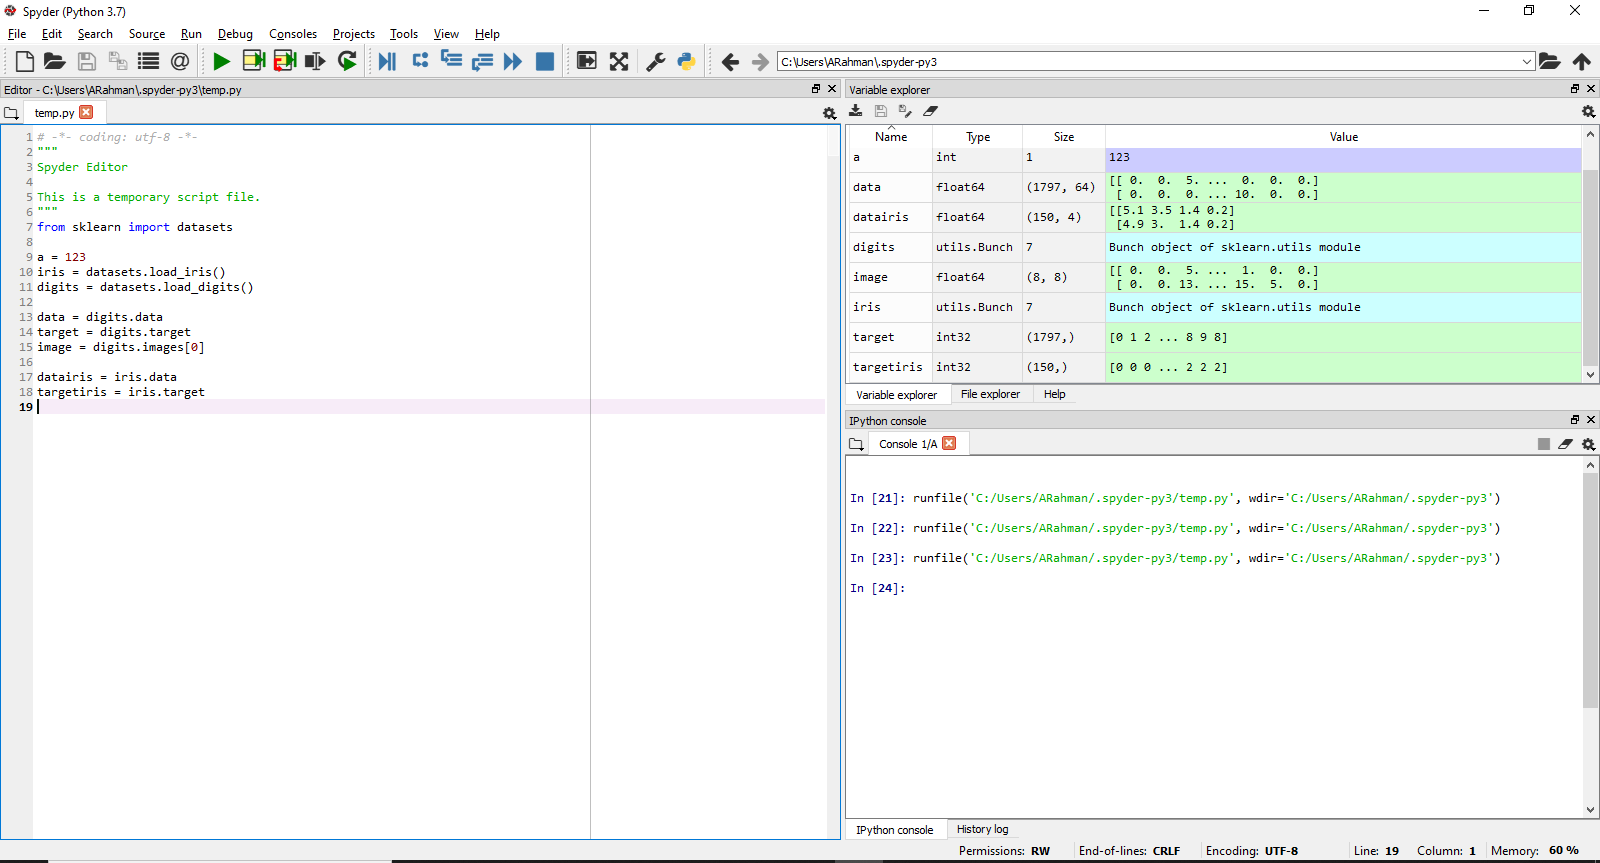 Spyder (Python 3.7)
File Edit Search Source Run Debug Consoles Projects Tools View Help
C:\Users\ARahman\.spyder-py3
Editor - C:\Users\ARahman\.spyder-py3\temp.py
temp.py
1 # -*- coding: utf-8 -*-
2 """
3 Spyder Editor
4
5 This is a temporary script file.
6 """
7 from sklearn import datasets
8
9 a = 123
10 iris = datasets.load_iris()
11 digits = datasets.load_digits()
12
13 data = digits.data
14 target = digits.target
15 image = digits.images[0]
16
17 datairis = iris.data
18 targetiris = iris.target
19
Variable explorer
Name Type Size Value
a int 1 123
data float64 (1797, 64) [[ 0. 0. 5. ... 0. 0. 0.]
[ 0. 0. 0. ... 10. 0. 0.]
datairis float64 (150, 4) [[5.1 3.5 1.4 0.2]
[4.9 3. 1.4 0.2]
digits utils.Bunch 7 Bunch object of sklearn.utils module
image float64 (8, 8) [[ 0. 0. 5. ... 1. 0. 0.]
[ 0. 0. 13. ... 15. 5. 0.]
iris utils.Bunch 7 Bunch object of sklearn.utils module
target int32 (1797,) [0 1 2 ... 8 9 8]
targetiris int32 (150,) [0 0 0 ... 2 2 2]
Variable explorer File explorer Help
IPython console
Console 1/A
In [21]: runfile('C:/Users/ARahman/.spyder-py3/temp.py', wdir='C:/Users/ARahman/.spyder-py3')
In [22]: runfile('C:/Users/ARahman/.spyder-py3/temp.py', wdir='C:/Users/ARahman/.spyder-py3')
In [23]: runfile('C:/Users/ARahman/.spyder-py3/temp.py', wdir='C:/Users/ARahman/.spyder-py3')
In [24]:
IPython console History log
Permissions: RW End-of-lines: CRLF Encoding: UTF-8 Line: 19 Column: 1 Memory: 60 %